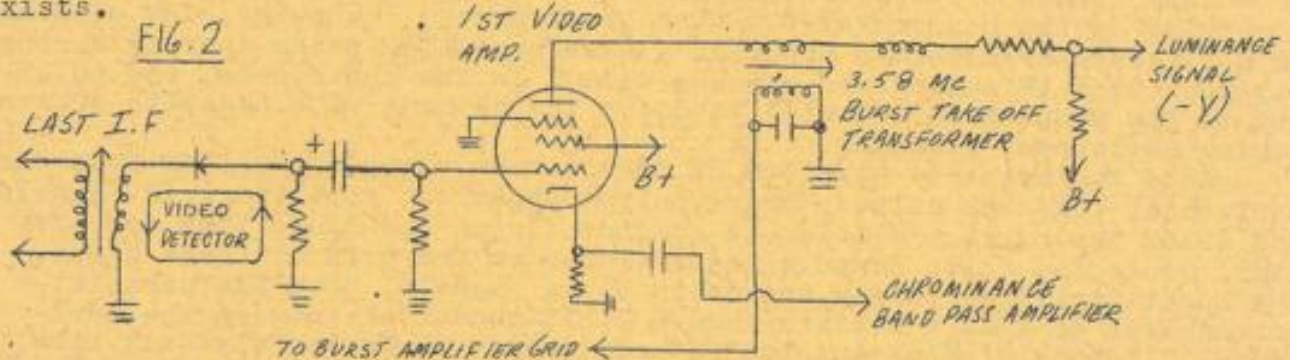 xists.
FIG. 2
1ST VIDEO
AMP.
LUMINANCE
SIGNAL
(-Y)
3.58 MC
BURST TAKE OFF
TRANSFORMER
LAST I.F
+
B+
B+
VIDEO
DETECTOR
CHROMINANCE
BAND PASS AMPLIFIER
TO BURST AMPLIFIER GRID